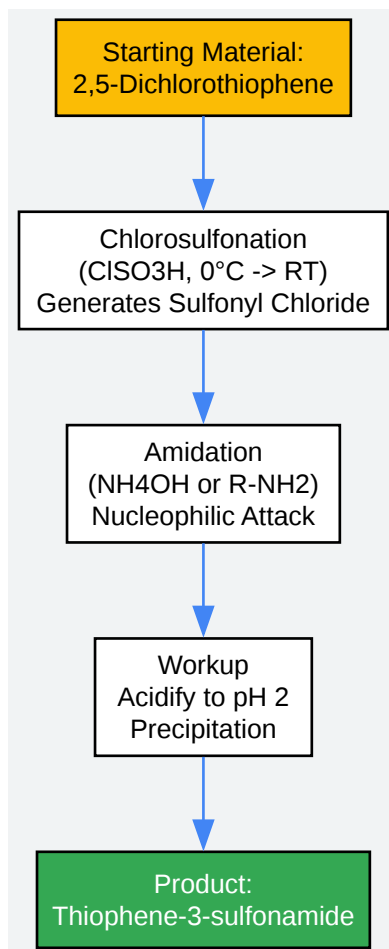 Starting Material:
2,5-Dichlorothiophene
Chlorosulfonation
(ClSO3H, 0°C -> RT)
Generates Sulfonyl Chloride
Amidation
(NH4OH or R-NH2)
Nucleophilic Attack
Workup
Acidify to pH 2
Precipitation
Product:
Thiophene-3-sulfonamide